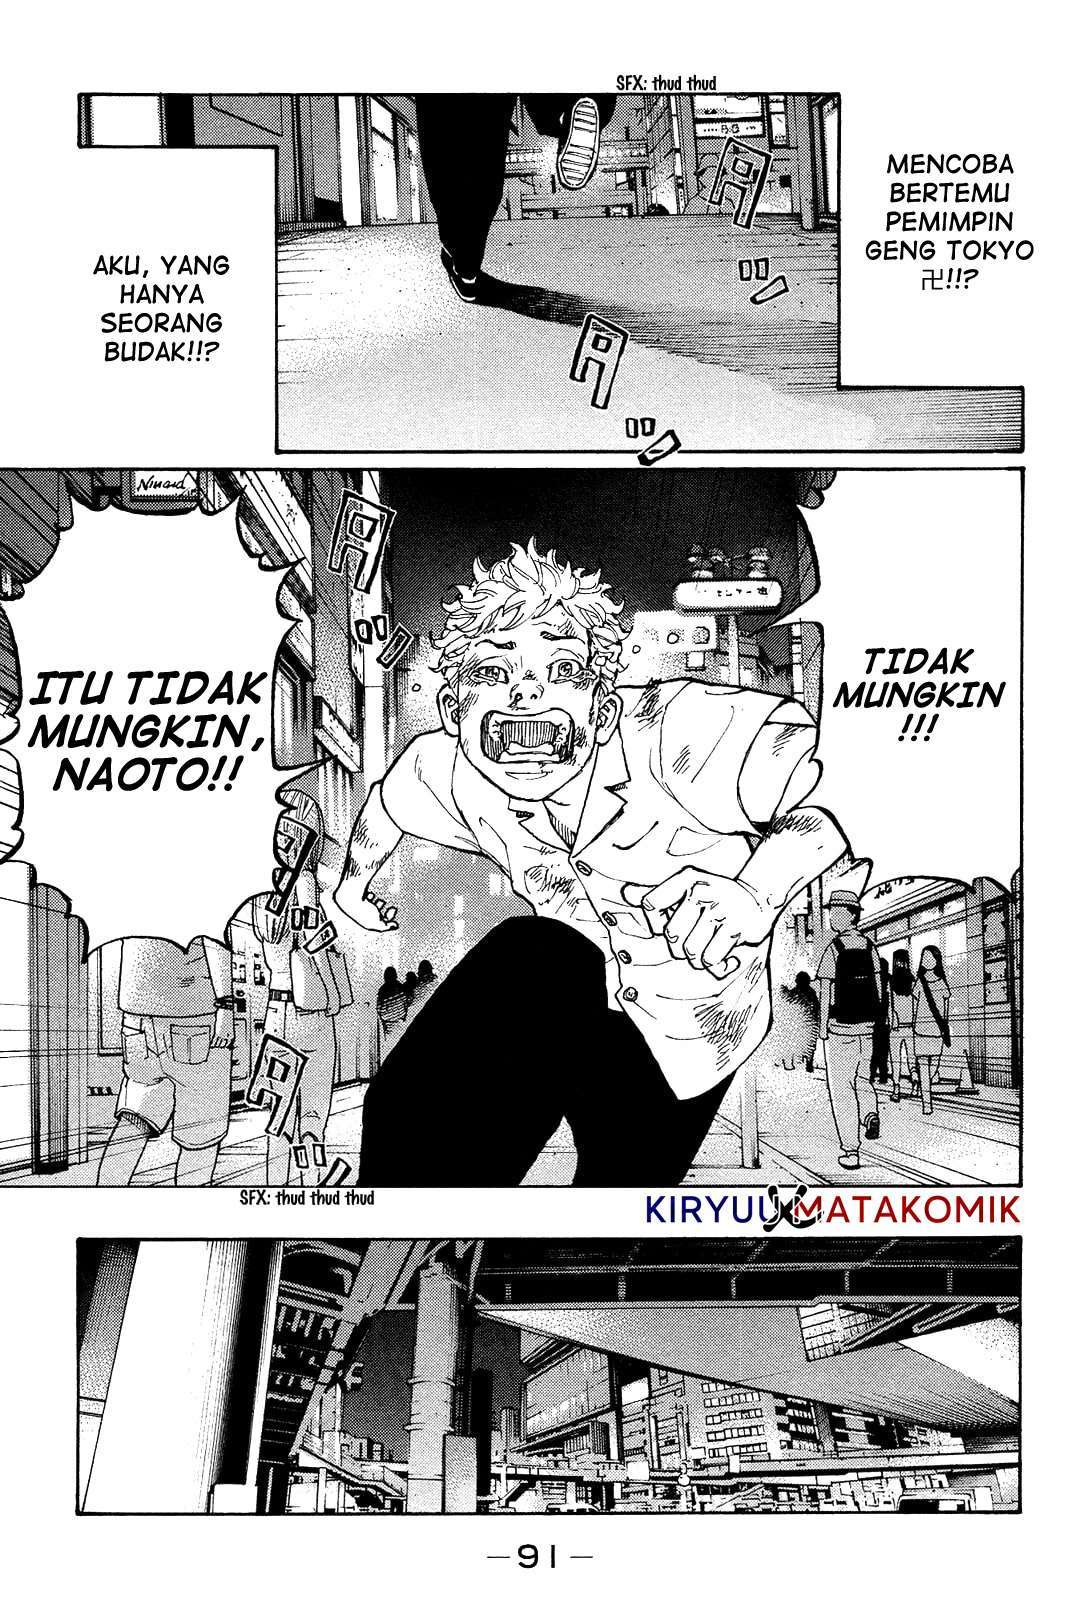 SFX: thud thud
MENCOBA
BERTEMU
PEMIMPIN
GENG TOKYO
卍!!?
AKU, YANG
HANYA
SEORANG
BUDAK!!?
TIDAK
MUNGKIN
!!!
ITU TIDAK
MUNGKIN,
NAOTO!!
SFX: thud thud thud
KIRYUU X MATAKOMIK
—91—